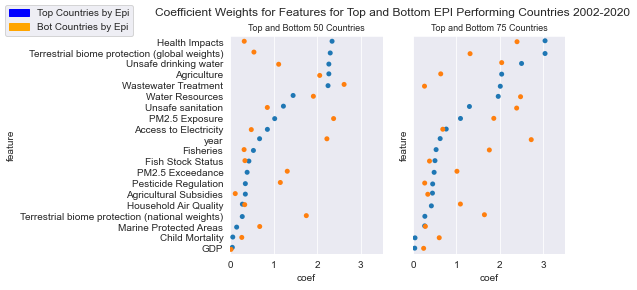 Top Countries by Epi
Bot Countries by Epi
Coefficient Weights for Features for Top and Bottom EPI Performing Countries 2002-2020
Top and Bottom 50 Countries
Top and Bottom 75 Countries
feature
Health Impacts
Terrestrial biome protection (global weights)
Unsafe drinking water
Agriculture
Wastewater Treatment
Water Resources
Unsafe sanitation
PM2.5 Exposure
Access to Electricity
year
Fisheries
Fish Stock Status
PM2.5 Exceedance
Pesticide Regulation
Agricultural Subsidies
Household Air Quality
Terrestrial biome protection (national weights)
Marine Protected Areas
Child Mortality
GDP
0 1 2 3
coef
feature
0 1 2 3
coef